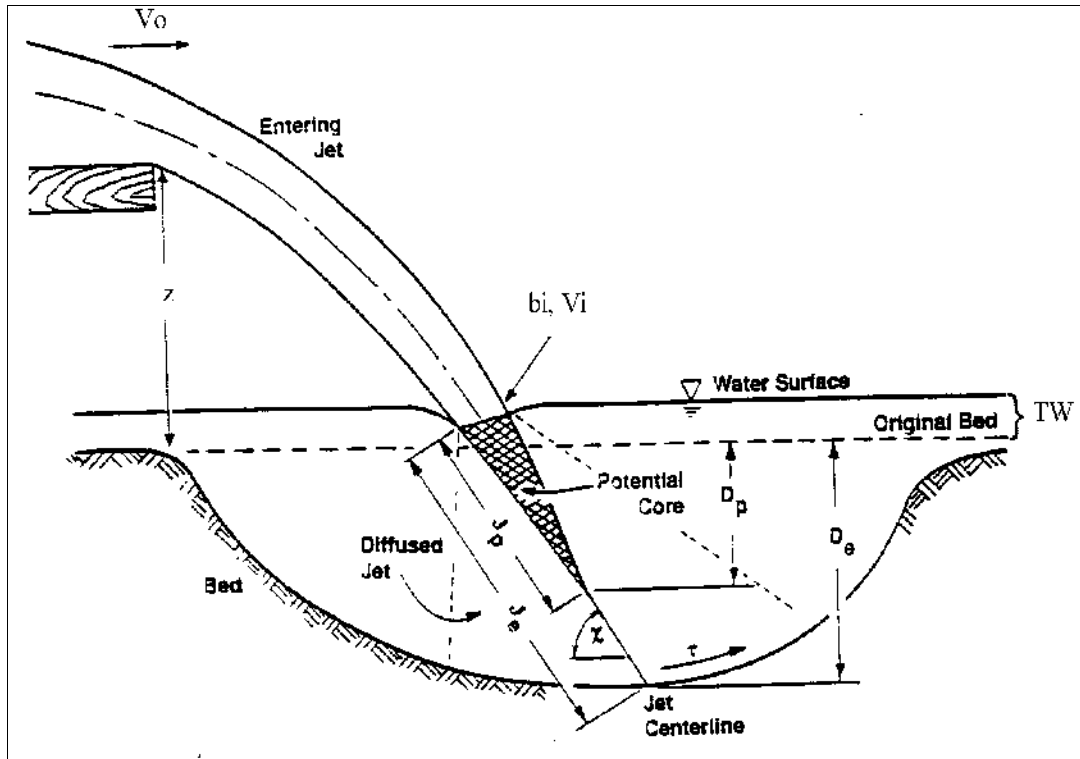 Vo
Entering
Jet
z
bi, Vi
Water Surface
Original Bed
TW
Potential
Core
Dp
De
Jp
Je
Diffused
Jet
Bed
χ
τ
Jet
Centerline